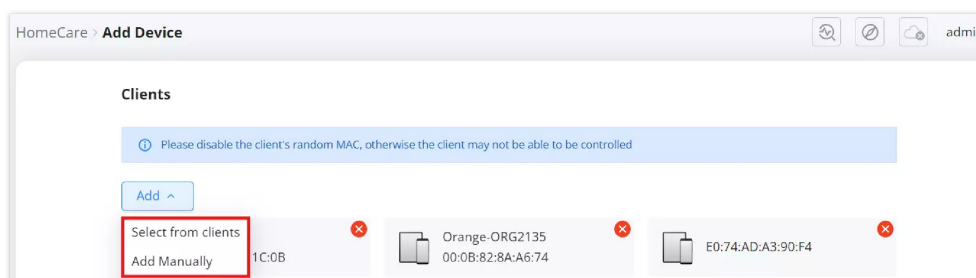 HomeCare > Add Device
admi
Clients
Please disable the client's random MAC, otherwise the client may not be able to be controlled
Add
Select from clients
Add Manually
1C:0B
Orange-ORG2135
00:0B:82:8A:A6:74
E0:74:AD:A3:90:F4